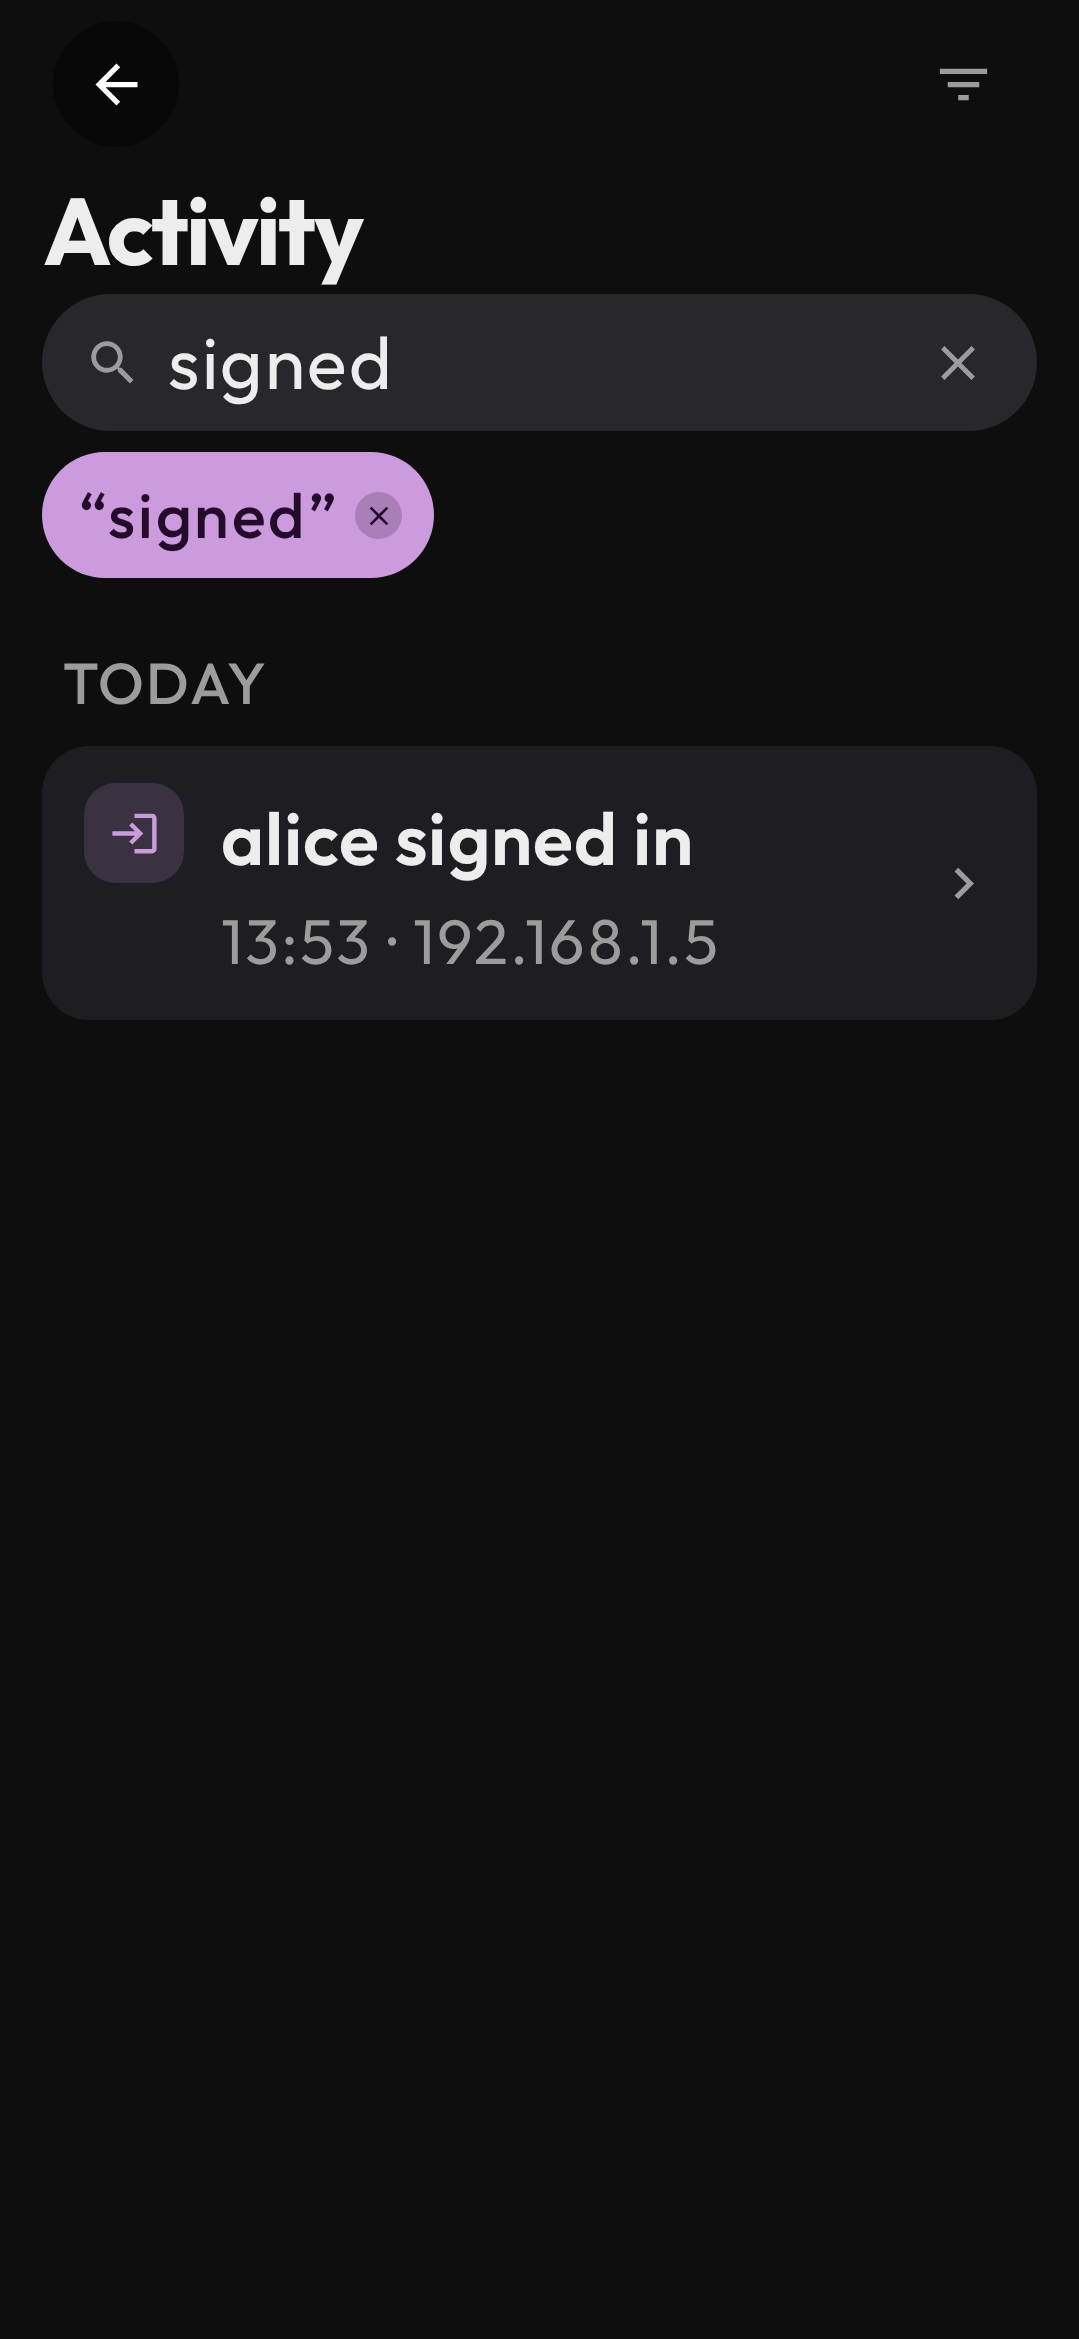 Activity
signed
“signed”
TODAY
alice signed in
13:53 · 192.168.1.5